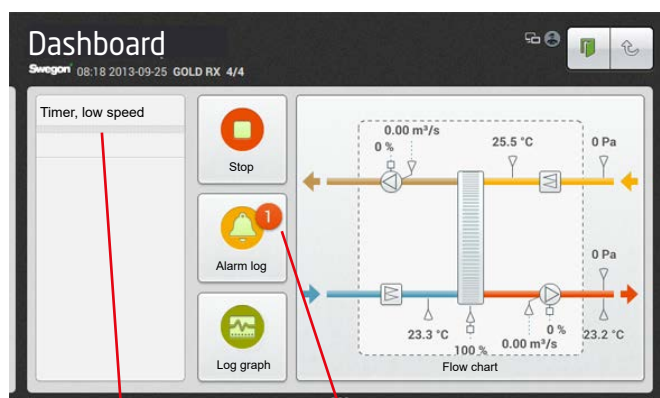 Dashboard
Swegon 08:18 2013-09-25 GOLD RX 4/4
Timer, low speed
Stop
1
Alarm log
Log graph
0.00 m³/s
0 %
25.5 °C
0 Pa
0 Pa
23.3 °C
100 %
0.00 m³/s
0 %
23.2 °C
Flow chart